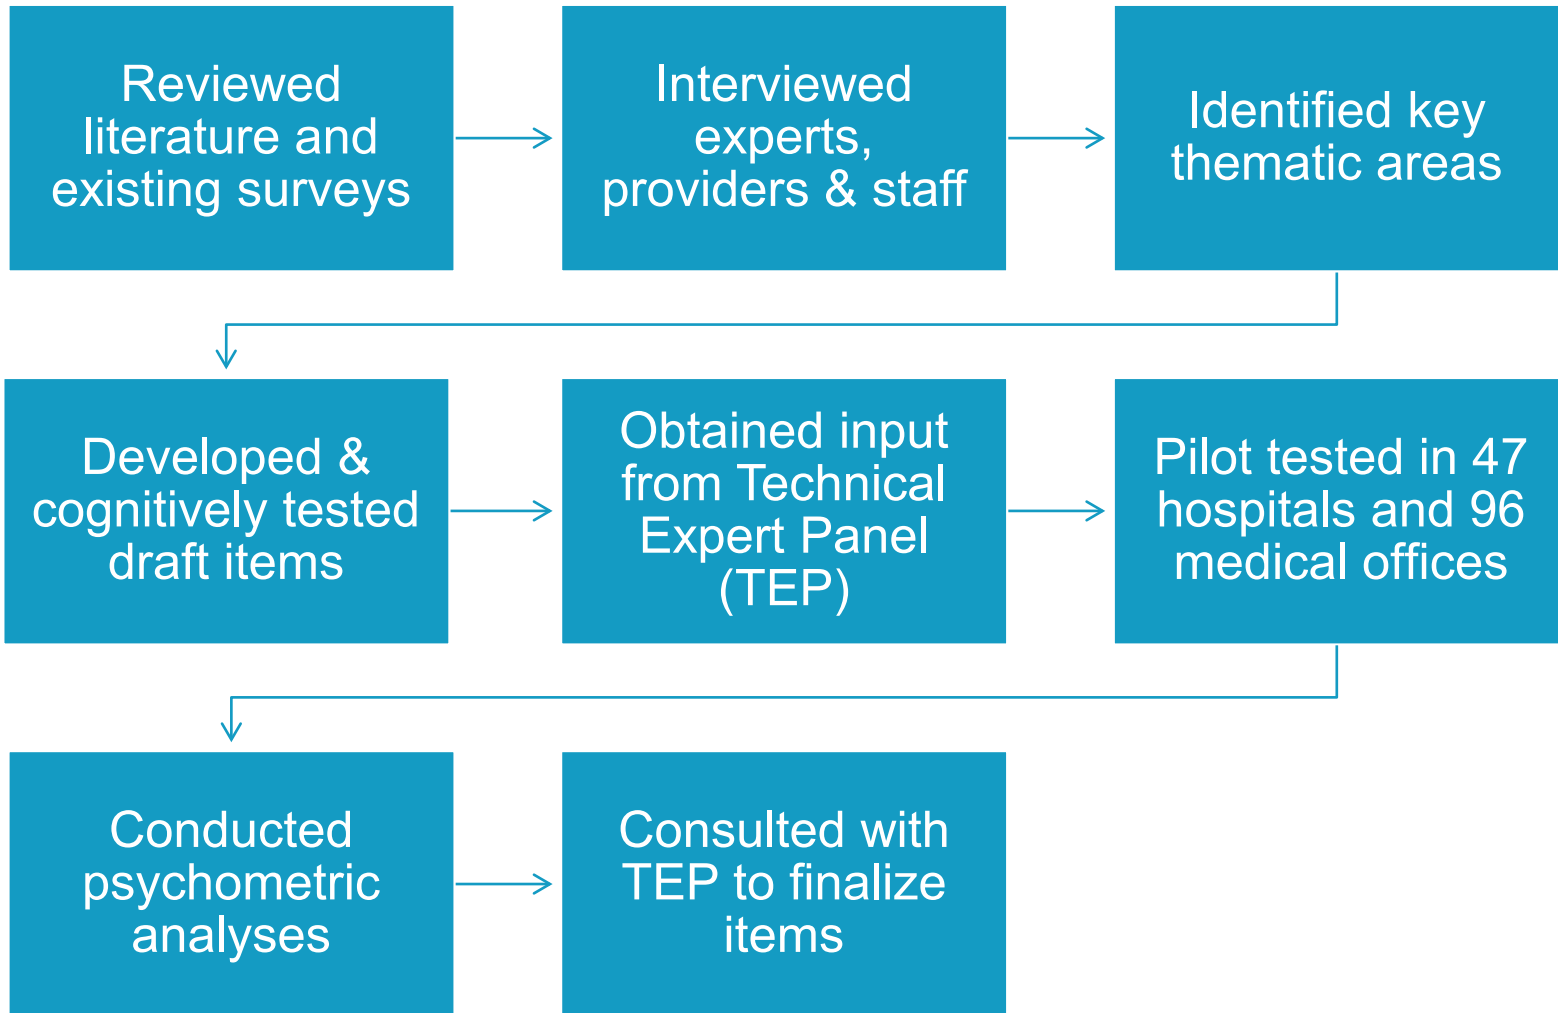 Reviewed
literature and
existing surveys
Interviewed
experts,
providers & staff
Identified key
thematic areas
Developed &
cognitively tested
draft items
Obtained input
from Technical
Expert Panel
(TEP)
Pilot tested in 47
hospitals and 96
medical offices
Conducted
psychometric
analyses
Consulted with
TEP to finalize
items